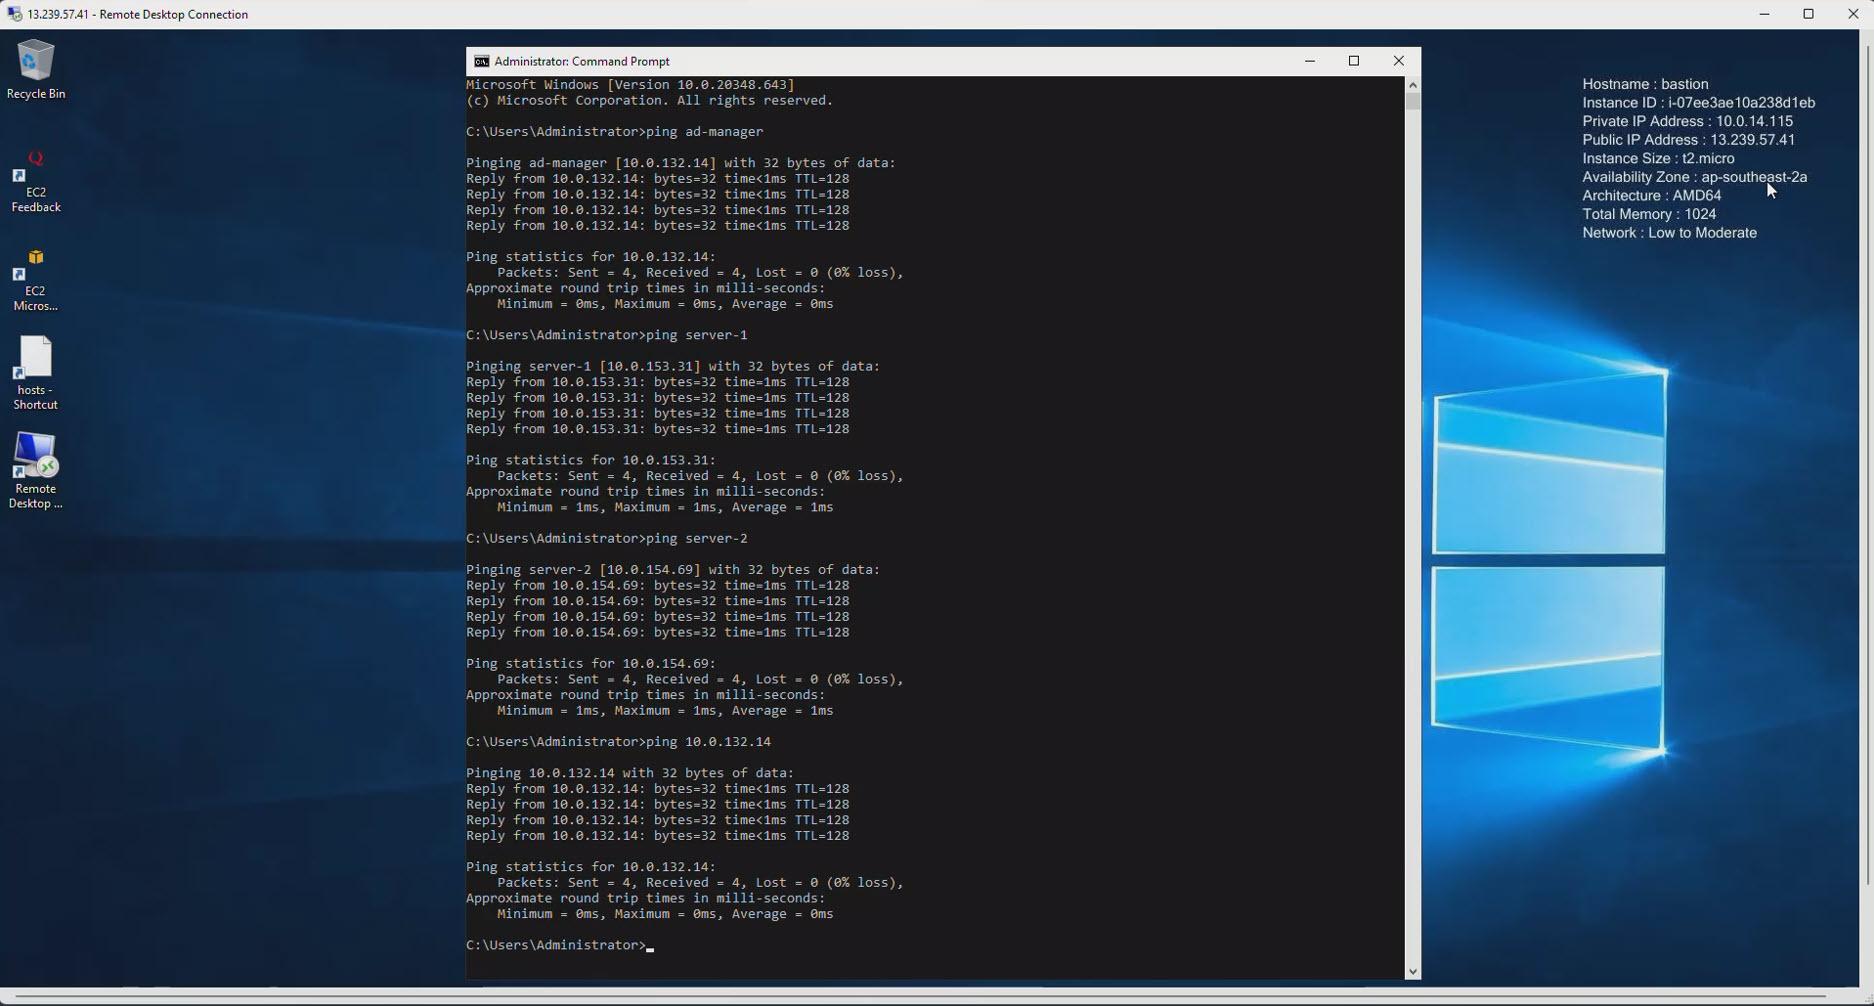 13.239.57.41 - Remote Desktop Connection
Recycle Bin
EC2
Feedback
EC2
Micros...
hosts -
Shortcut
Remote
Desktop ...
Administrator: Command Prompt
Microsoft Windows [Version 10.0.20348.643]
(c) Microsoft Corporation. All rights reserved.
C:\Users\Administrator>ping ad-manager
Pinging ad-manager [10.0.132.14] with 32 bytes of data:
Reply from 10.0.132.14: bytes=32 time<1ms TTL=128
Reply from 10.0.132.14: bytes=32 time<1ms TTL=128
Reply from 10.0.132.14: bytes=32 time<1ms TTL=128
Reply from 10.0.132.14: bytes=32 time<1ms TTL=128
Ping statistics for 10.0.132.14:
    Packets: Sent = 4, Received = 4, Lost = 0 (0% loss),
Approximate round trip times in milli-seconds:
    Minimum = 0ms, Maximum = 0ms, Average = 0ms
C:\Users\Administrator>ping server-1
Pinging server-1 [10.0.153.31] with 32 bytes of data:
Reply from 10.0.153.31: bytes=32 time=1ms TTL=128
Reply from 10.0.153.31: bytes=32 time=1ms TTL=128
Reply from 10.0.153.31: bytes=32 time=1ms TTL=128
Reply from 10.0.153.31: bytes=32 time=1ms TTL=128
Ping statistics for 10.0.153.31:
    Packets: Sent = 4, Received = 4, Lost = 0 (0% loss),
Approximate round trip times in milli-seconds:
    Minimum = 1ms, Maximum = 1ms, Average = 1ms
C:\Users\Administrator>ping server-2
Pinging server-2 [10.0.154.69] with 32 bytes of data:
Reply from 10.0.154.69: bytes=32 time=1ms TTL=128
Reply from 10.0.154.69: bytes=32 time=1ms TTL=128
Reply from 10.0.154.69: bytes=32 time=1ms TTL=128
Reply from 10.0.154.69: bytes=32 time=1ms TTL=128
Ping statistics for 10.0.154.69:
    Packets: Sent = 4, Received = 4, Lost = 0 (0% loss),
Approximate round trip times in milli-seconds:
    Minimum = 1ms, Maximum = 1ms, Average = 1ms
C:\Users\Administrator>ping 10.0.132.14
Pinging 10.0.132.14 with 32 bytes of data:
Reply from 10.0.132.14: bytes=32 time<1ms TTL=128
Reply from 10.0.132.14: bytes=32 time<1ms TTL=128
Reply from 10.0.132.14: bytes=32 time<1ms TTL=128
Reply from 10.0.132.14: bytes=32 time<1ms TTL=128
Ping statistics for 10.0.132.14:
    Packets: Sent = 4, Received = 4, Lost = 0 (0% loss),
Approximate round trip times in milli-seconds:
    Minimum = 0ms, Maximum = 0ms, Average = 0ms
C:\Users\Administrator>
Hostname : bastion
Instance ID : i-07ee3ae10a238d1eb
Private IP Address : 10.0.14.115
Public IP Address : 13.239.57.41
Instance Size : t2.micro
Availability Zone : ap-southeast-2a
Architecture : AMD64
Total Memory : 1024
Network : Low to Moderate